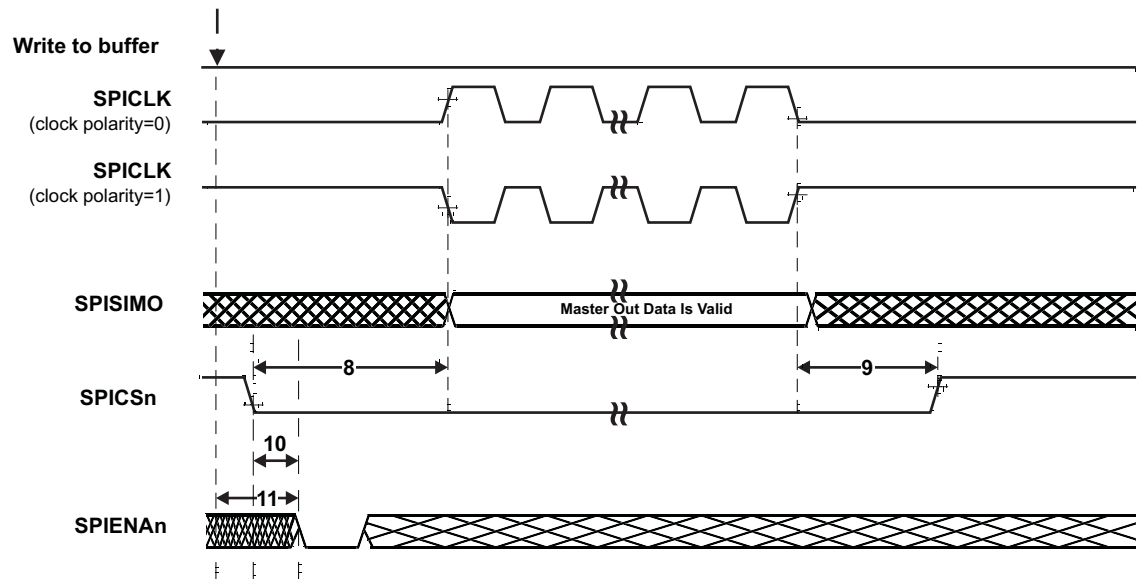 Write to buffer
SPICLK
(clock polarity=0)
SPICLK
(clock polarity=1)
SPISIMO
Master Out Data Is Valid
8
9
SPICSn
10
11
SPIENAn